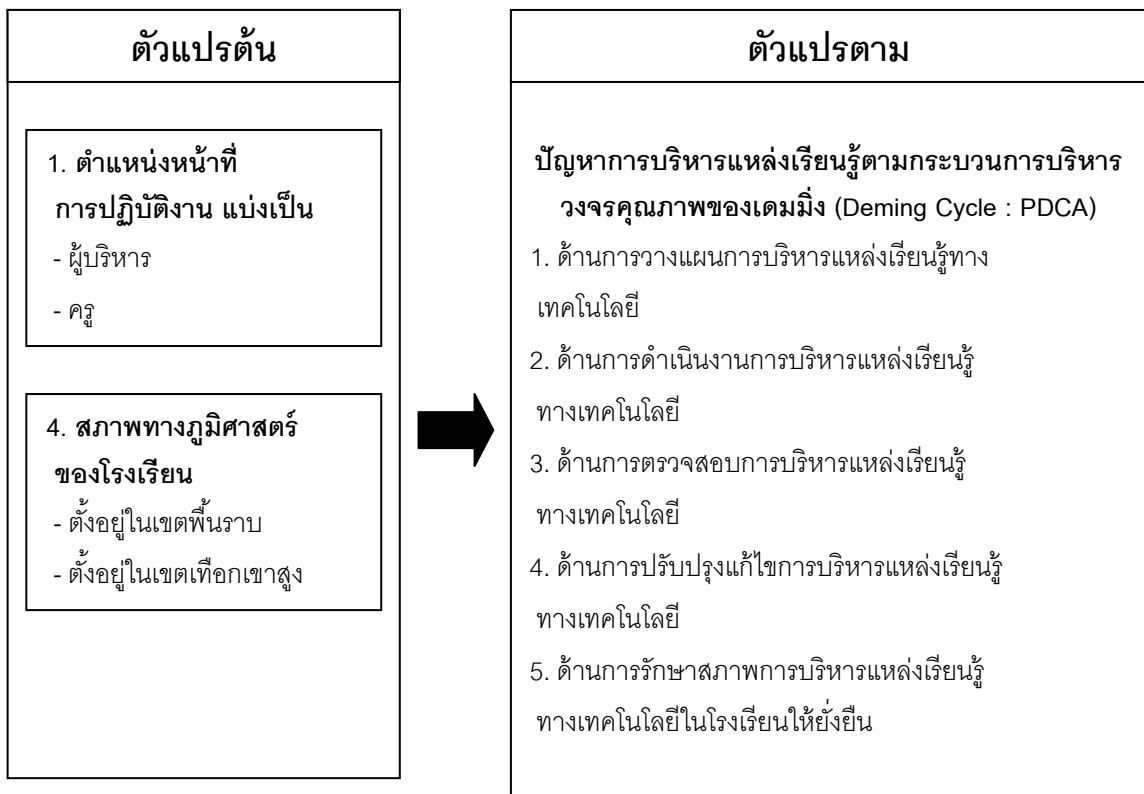 ตัวแปรต้น
1. ตำแหน่งหน้าที่
การปฏิบัติงาน แบ่งเป็น
- ผู้บริหาร
- ครู
4. สภาพทางภูมิศาสตร์
ของโรงเรียน
- ตั้งอยู่ในเขตพื้นราบ
- ตั้งอยู่ในเขตเทือกเขาสูง
ตัวแปรตาม
ปัญหาการบริหารแหล่งเรียนรู้ตามกระบวนการบริหาร
วงจรคุณภาพของเดมมิ่ง (Deming Cycle : PDCA)
1. ด้านการวางแผนการบริหารแหล่งเรียนรู้ทาง
เทคโนโลยี
2. ด้านการดำเนินงานการบริหารแหล่งเรียนรู้
ทางเทคโนโลยี
3. ด้านการตรวจสอบการบริหารแหล่งเรียนรู้
ทางเทคโนโลยี
4. ด้านการปรับปรุงแก้ไขการบริหารแหล่งเรียนรู้
ทางเทคโนโลยี
5. ด้านการรักษาสภาพการบริหารแหล่งเรียนรู้
ทางเทคโนโลยีในโรงเรียนให้ยั่งยืน